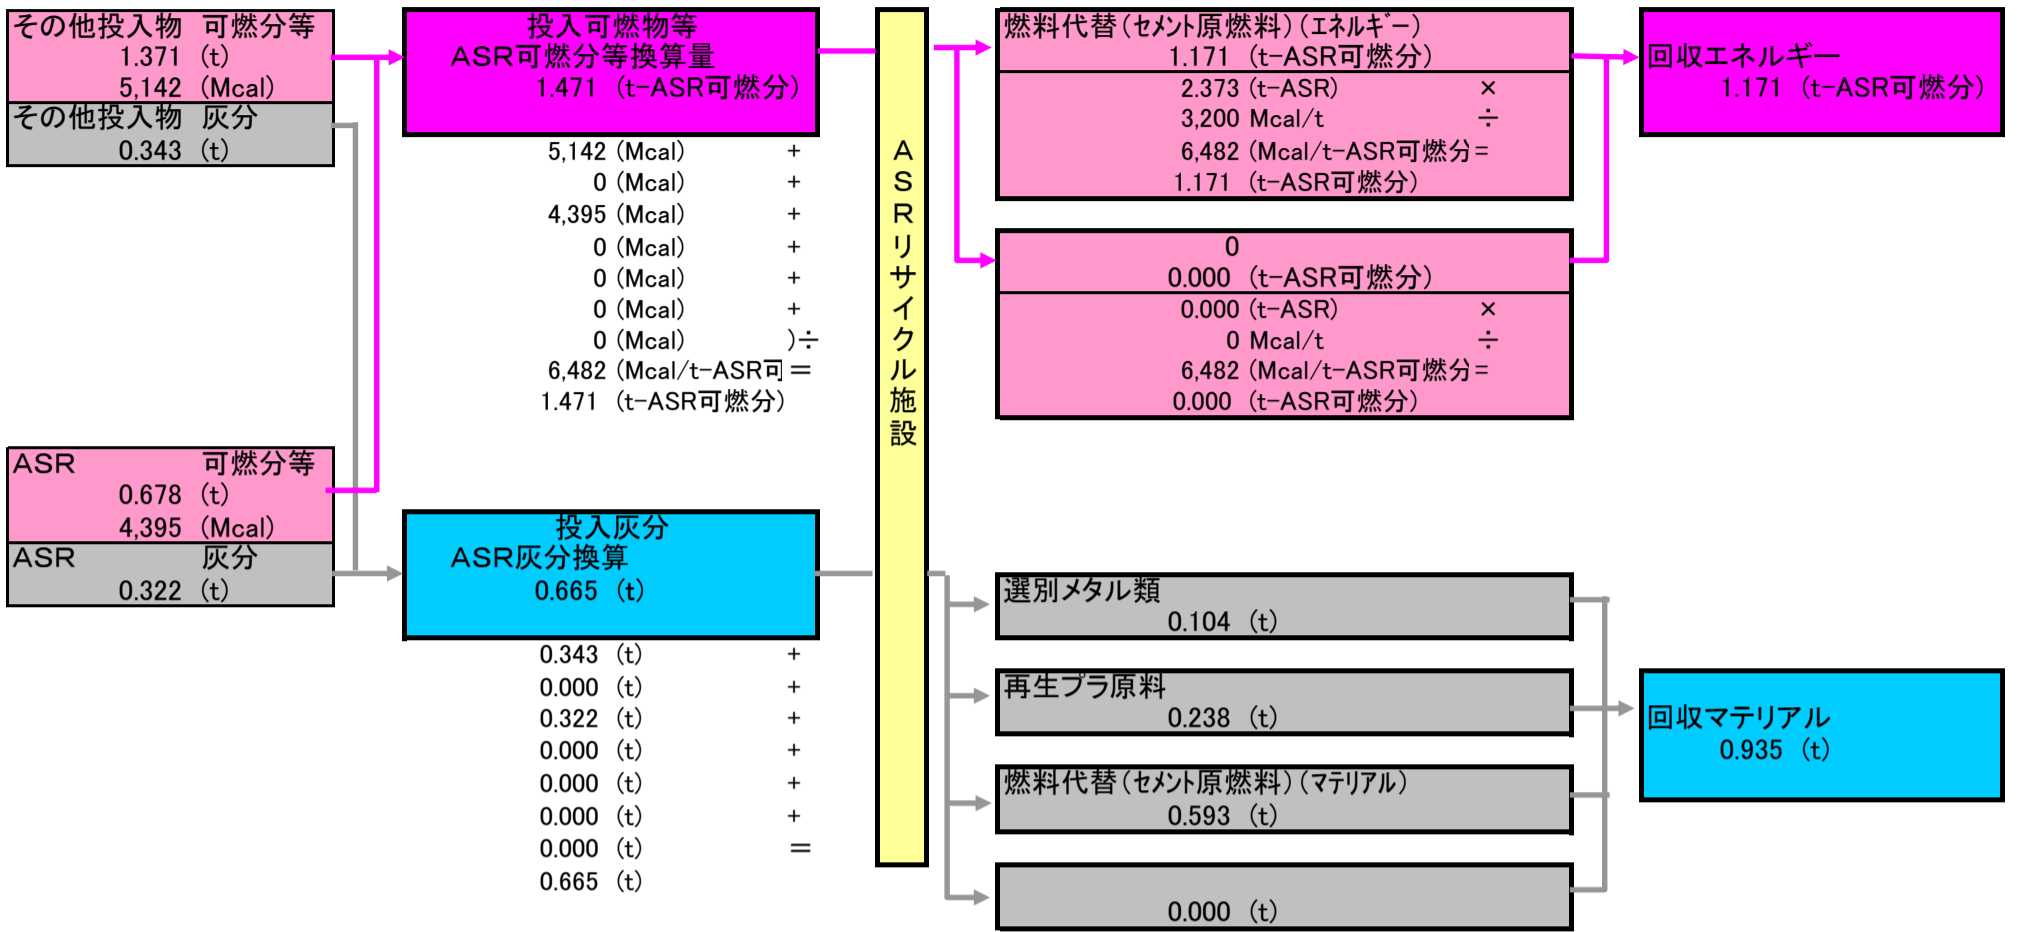 その他投入物 可燃分等
1.371 (t)
5,142 (Mcal)
その他投入物 灰分
0.343 (t)
ASR 可燃分等
0.678 (t)
4,395 (Mcal)
ASR 灰分
0.322 (t)
投入可燃物等
ASR可燃分等換算量
1.471 (t-ASR可燃分)
5,142 (Mcal) +
0 (Mcal) +
4,395 (Mcal) +
0 (Mcal) +
0 (Mcal) +
0 (Mcal) +
0 (Mcal) )÷
6,482 (Mcal/t-ASR可 =
1.471 (t-ASR可燃分)
投入灰分
ASR灰分換算
0.665 (t)
0.343 (t) +
0.000 (t) +
0.322 (t) +
0.000 (t) +
0.000 (t) +
0.000 (t) +
0.000 (t) =
0.665 (t)
ASRリサイクル施設
燃料代替(セメント原燃料)(エネルギー)
1.171 (t-ASR可燃分)
2.373 (t-ASR) ×
3,200 Mcal/t ÷
6,482 (Mcal/t-ASR可燃分 =
1.171 (t-ASR可燃分)
0
0.000 (t-ASR可燃分)
0.000 (t-ASR) ×
0 Mcal/t ÷
6,482 (Mcal/t-ASR可燃分 =
0.000 (t-ASR可燃分)
選別メタル類
0.104 (t)
再生プラ原料
0.238 (t)
燃料代替(セメント原燃料)(マテリアル)
0.593 (t)
0.000 (t)
回収エネルギー
1.171 (t-ASR可燃分)
回収マテリアル
0.935 (t)